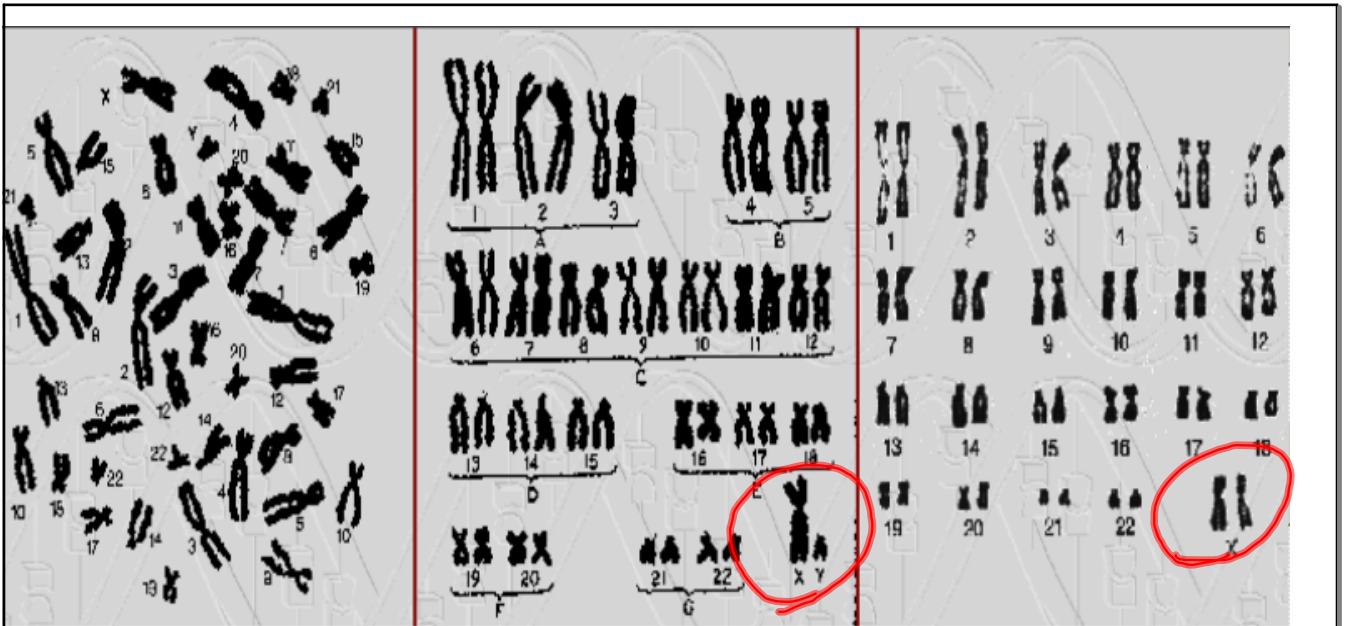 X 4 18 21
5 15 Y 15
8 20 Y
21
13 2 11 16 7 6
3 7 19
1 9 1
16
2 20
13 12 12 17
6 14
22 8
10 15 22 4 5
17 14 3 10
19 9
1 2 3 4 5
A B
6 7 8 9 10 11 12
C
13 14 15 16 17 18
D E
19 20 21 22 X Y
F G
1 2 3 4 5 6
7 8 9 10 11 12
13 14 15 16 17 18
19 20 21 22 X